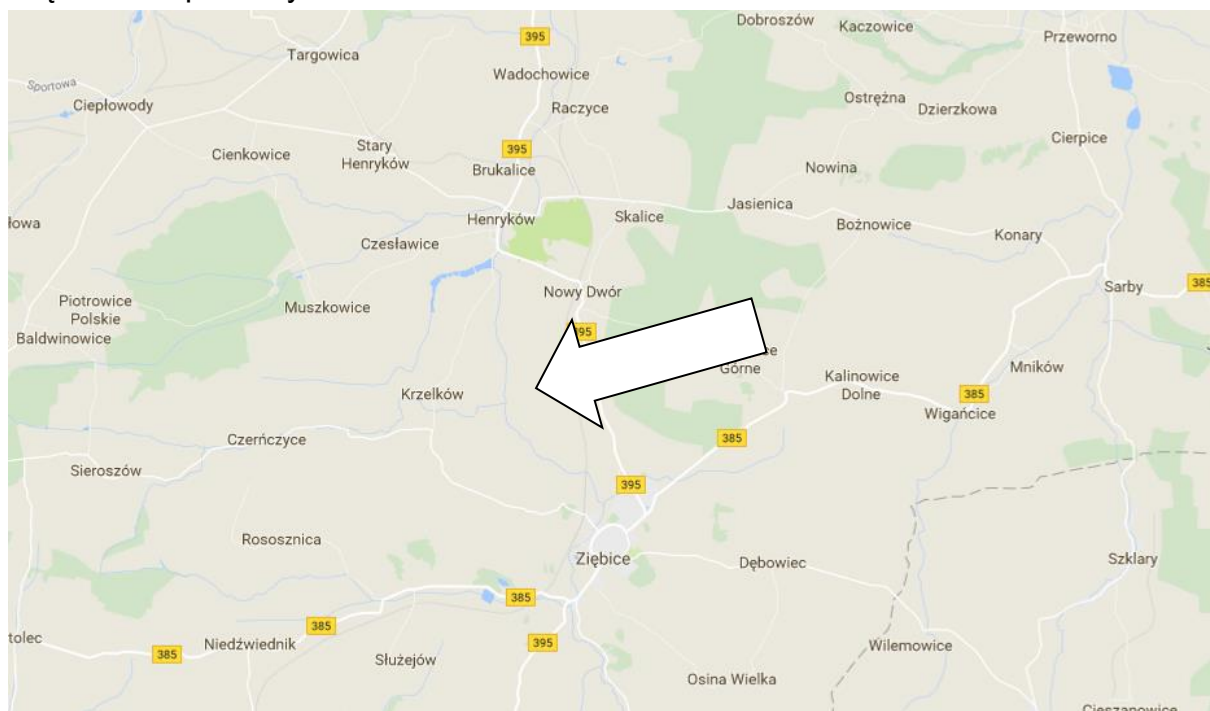 395
Dobroszów
Kaczowice
Przeworno
Targowica
Wadochowice
Sportowa
Ciepłowody
Raczyce
Ostrężna
Dzierzkowa
Cierpice
Cienkowice
Stary
Henryków
395
Brukalice
Nowina
Henryków
Skalice
Jasienica
Bożnowice
Konary
Czesławice
Piotrowice
Polskie
Baldwinowice
Muszkowice
Nowy Dwór
Sarby
385
395
Górne
Kalinowice
Dolne
Mników
Krzelków
385
Wigańcice
Czerńczyce
385
Sieroszów
395
Rososznica
Ziębice
Dębowiec
Szklary
385
385
Niedźwiednik
385
395
Służejów
Wilemowice
Osina Wielka
Cieszanowice